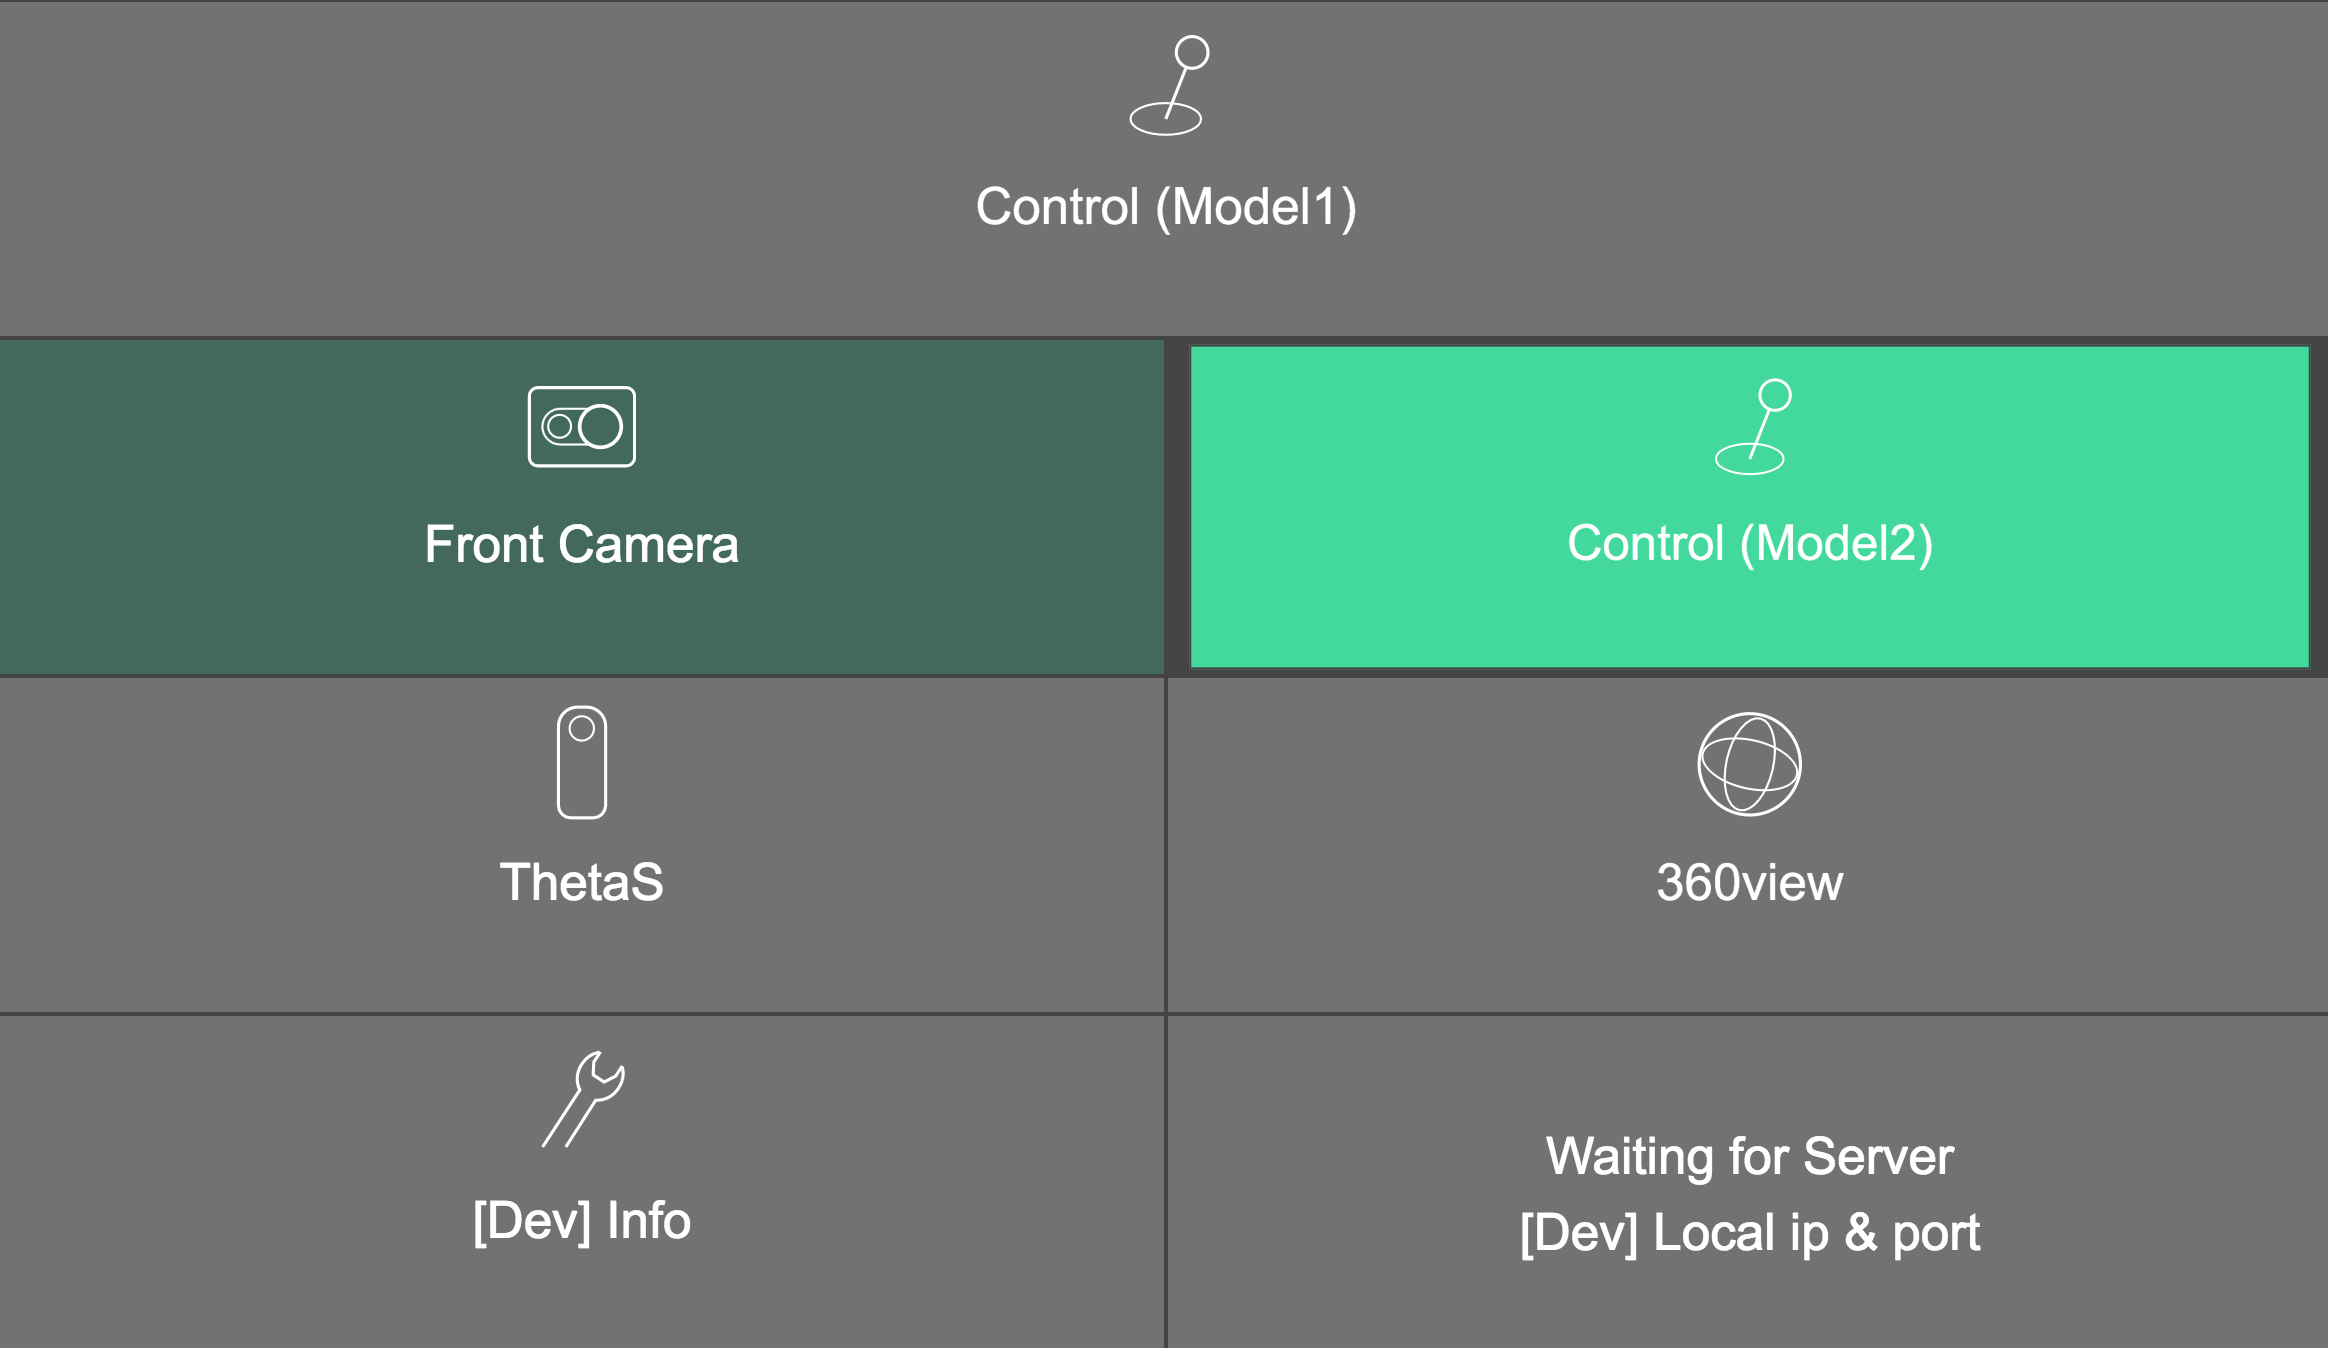 Control (Model1)
Front Camera
Control (Model2)
ThetaS
360view
[Dev] Info
Waiting for Server
[Dev] Local ip & port